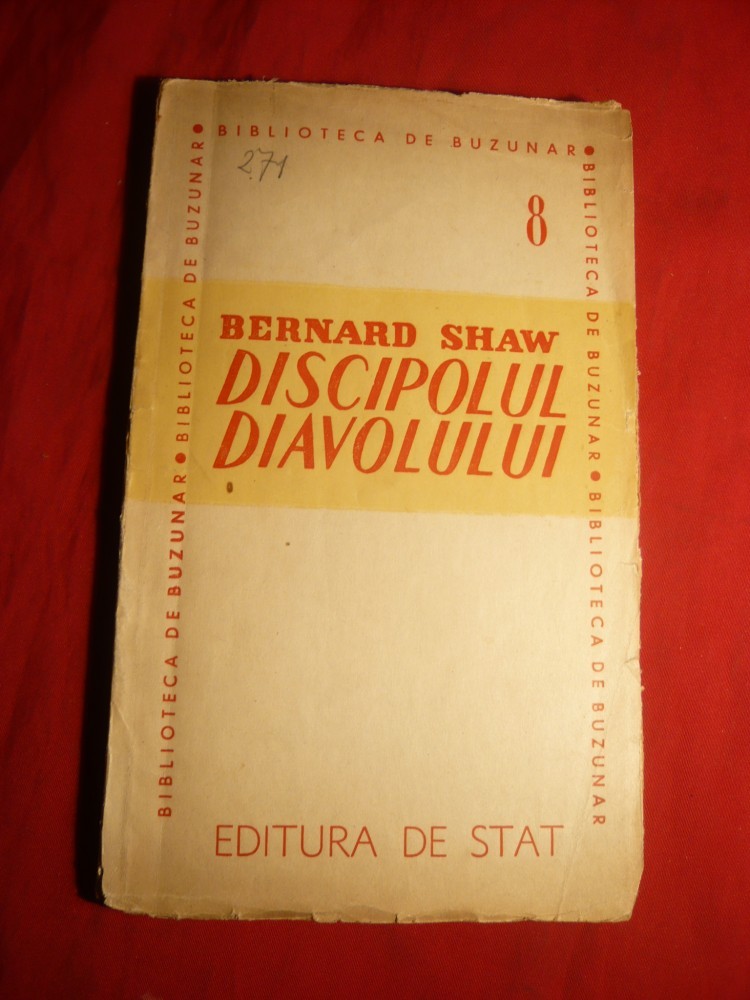 BIBLIOTECA DE BUZUNAR ●
271
8
BERNARD SHAW
DISCIPOLUL
DIAVOLULUI
EDITURA DE STAT
BIBLIOTECA DE BUZUNAR ● BIBLIOTECA DE BUZUNAR ●
BIBLIOTECA DE BUZUNAR ● BIBLIOTECA DE BUZUNAR